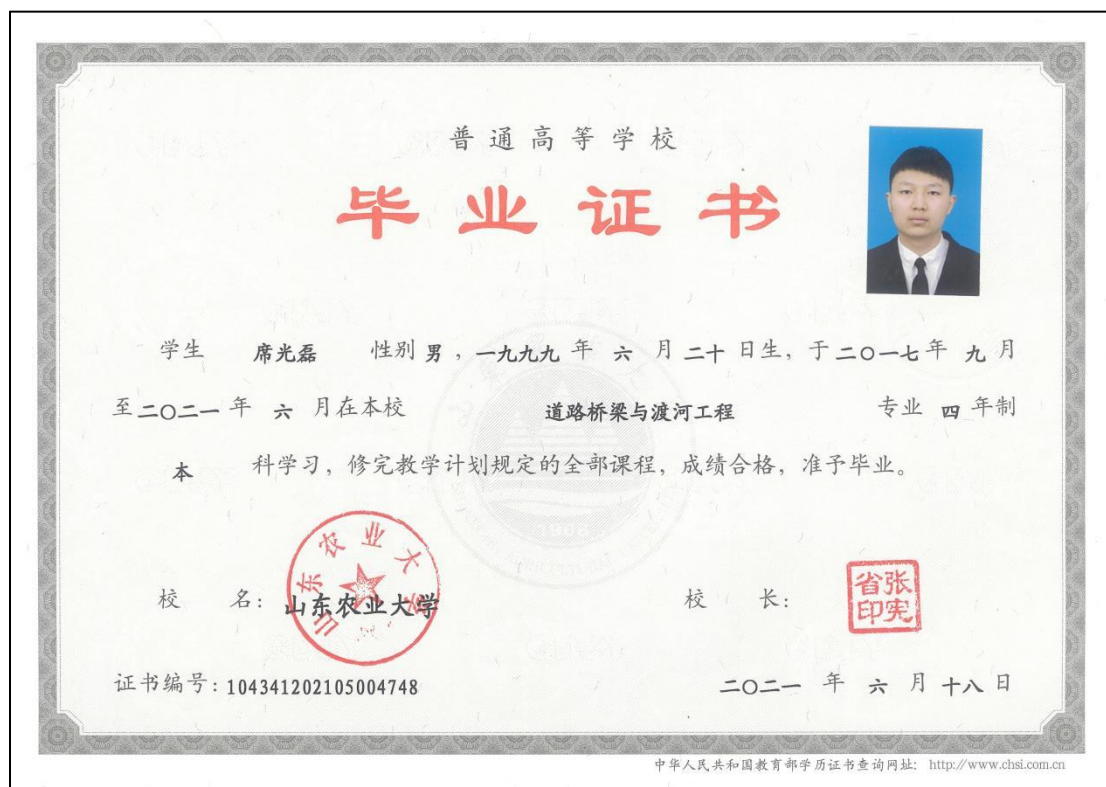 普通高等学校
毕业证书
学生 席光磊 性别 男 ，一九九九 年 六 月 二十 日生，于 二〇一七 年 九 月
至 二〇二一 年 六 月在本校 道路桥梁与渡河工程 专业 四 年制
本 科学习，修完教学计划规定的全部课程，成绩合格，准予毕业。
山东农业大学
校 名：山东农业大学 校 长：张宪省印
证书编号：104341202105004748 二〇二一 年 六 月 十八 日
中华人民共和国教育部学历证书查询网址： http://www.chsi.com.cn